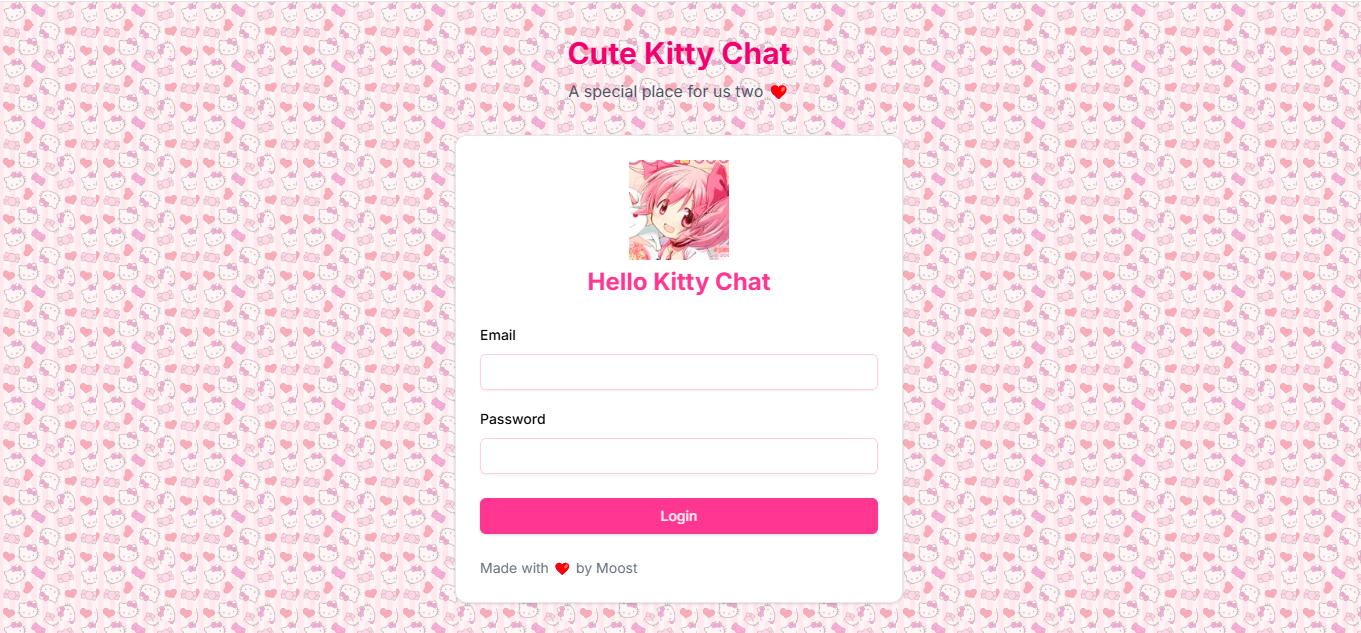 Cute Kitty Chat
A special place for us two ❤️
Hello Kitty Chat
Email
Password
Login
Made with ❤️ by Moost